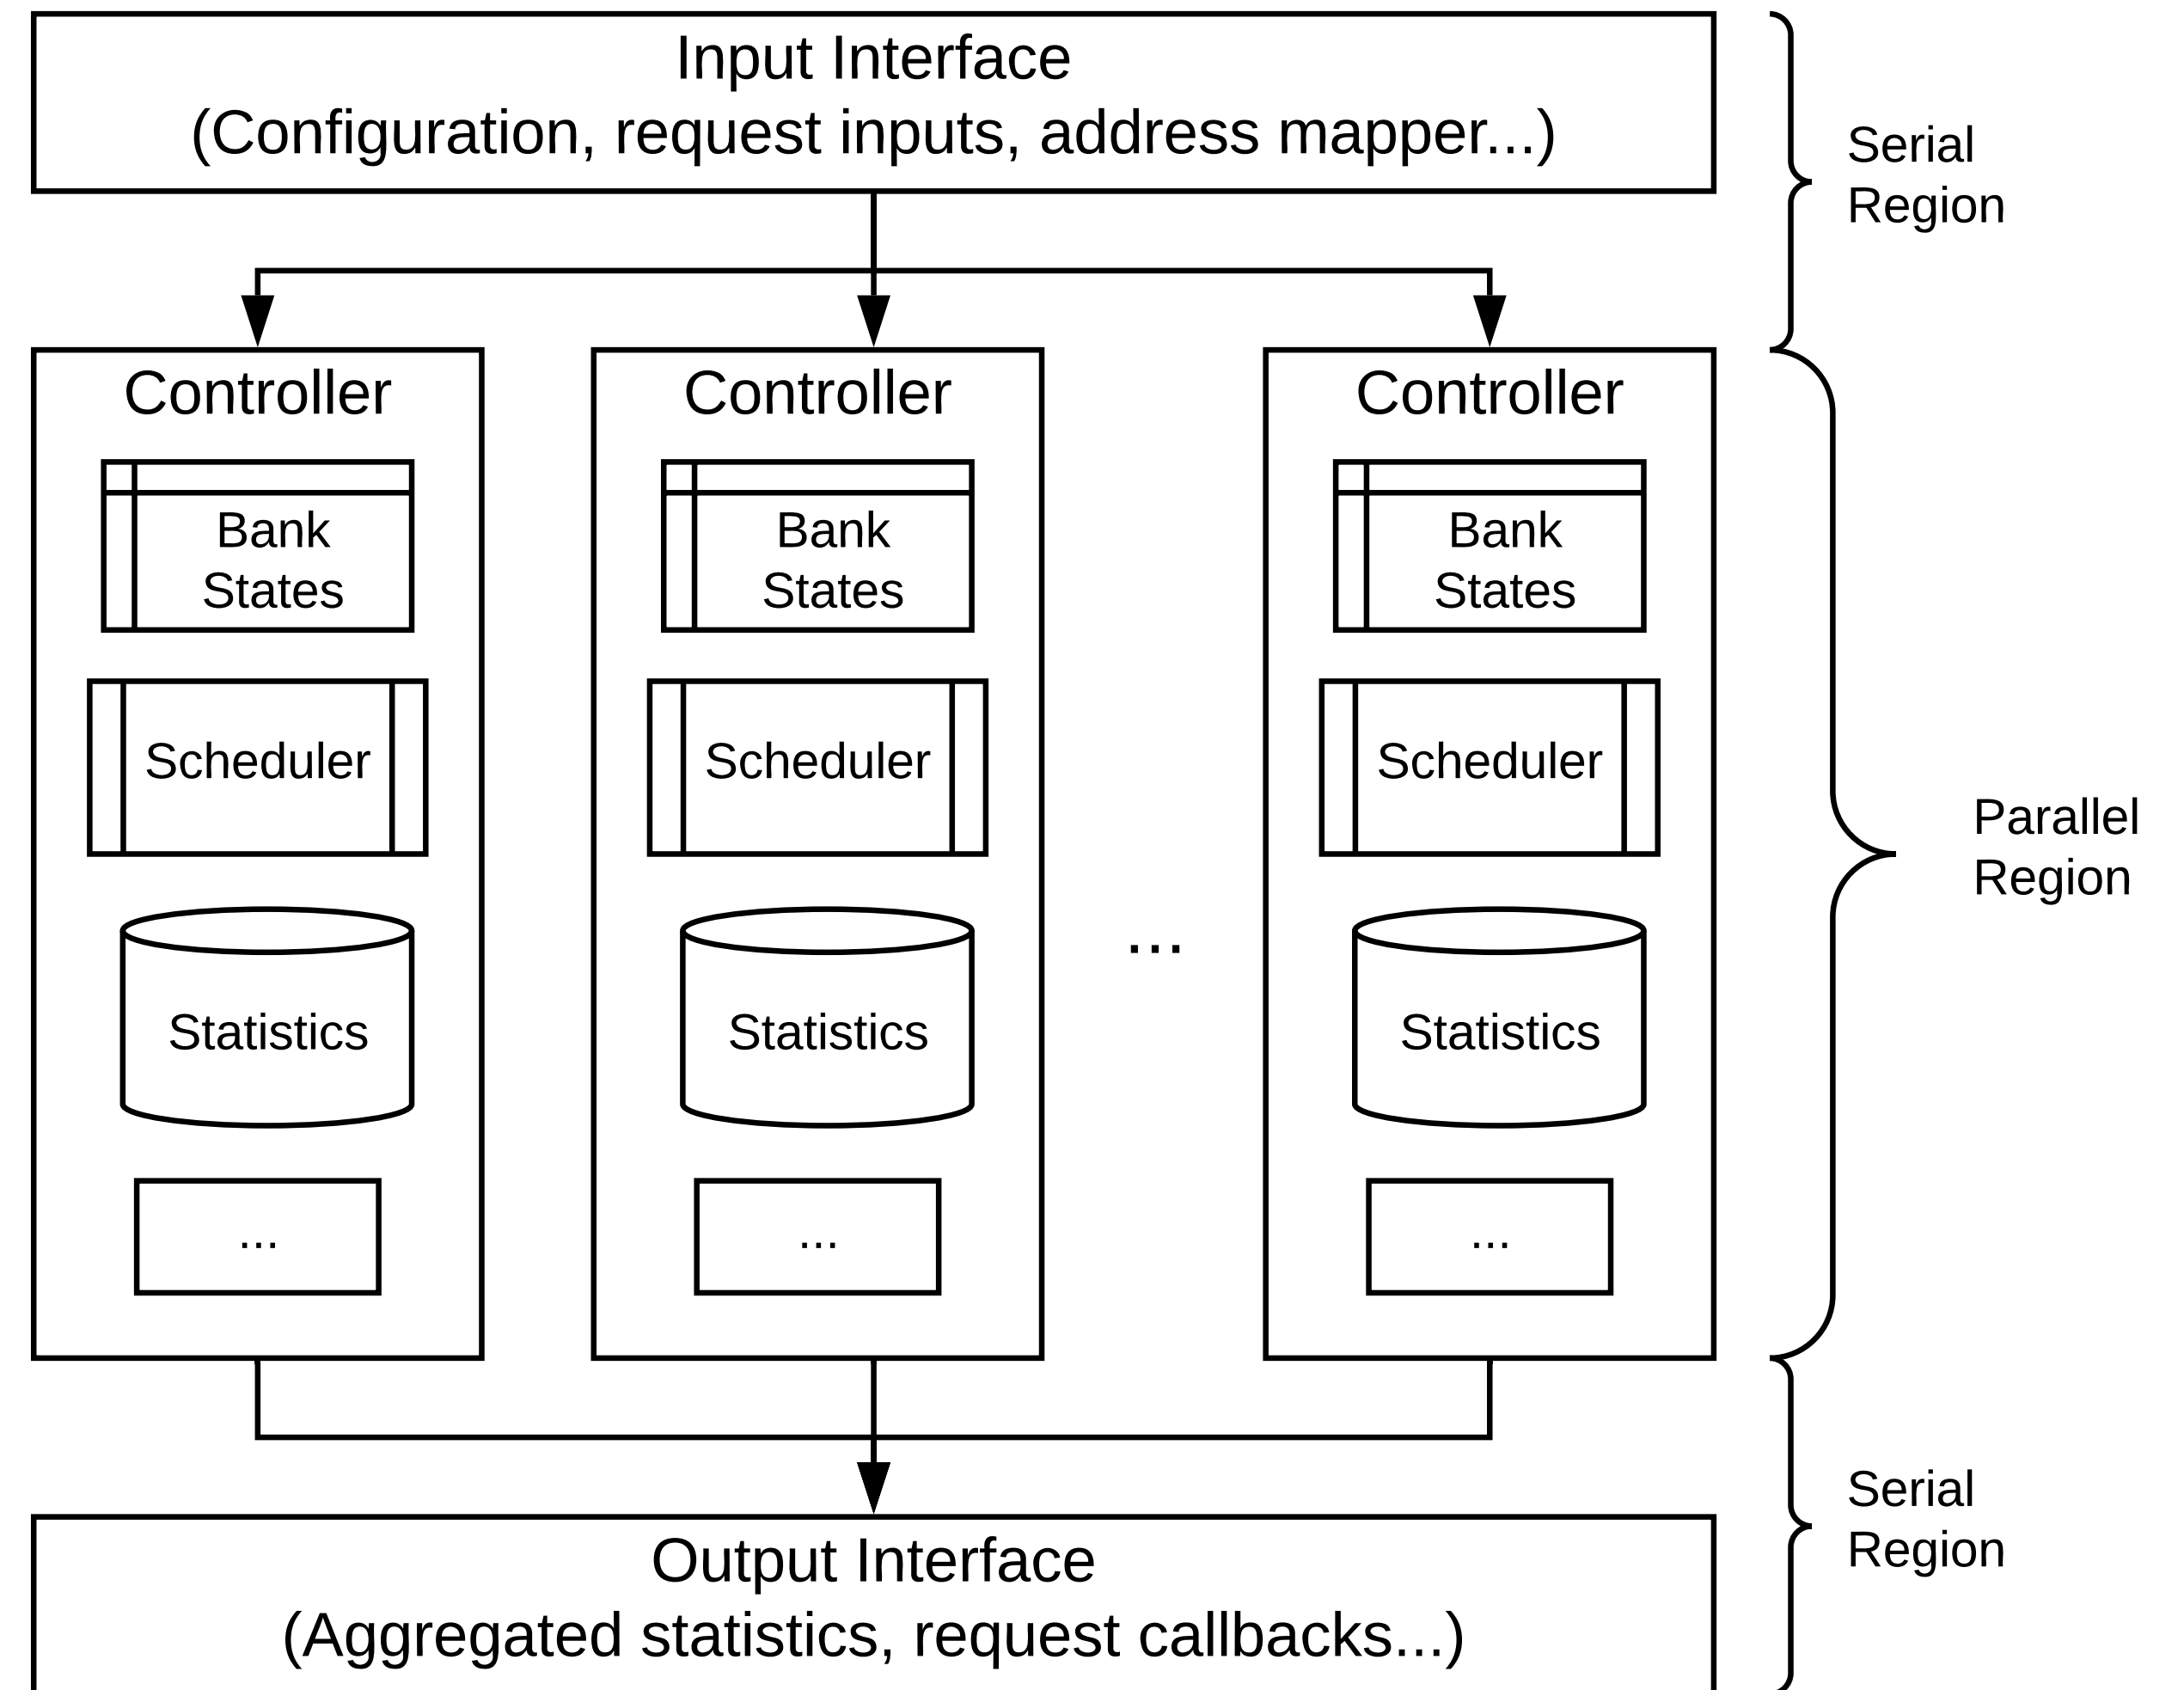 Input Interface
(Configuration, request inputs, address mapper...)
Serial
Region
Controller
Bank
States
Scheduler
Statistics
...
Controller
Bank
States
Scheduler
Statistics
...
...
Controller
Bank
States
Scheduler
Statistics
...
Parallel
Region
Output Interface
(Aggregated statistics, request callbacks...)
Serial
Region